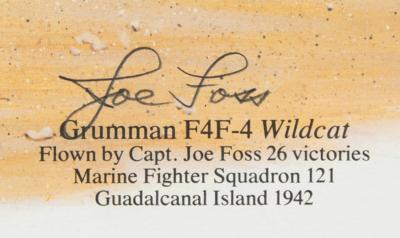 Joe Foss
Grumman F4F-4 Wildcat
Flown by Capt. Joe Foss 26 victories
Marine Fighter Squadron 121
Guadalcanal Island 1942